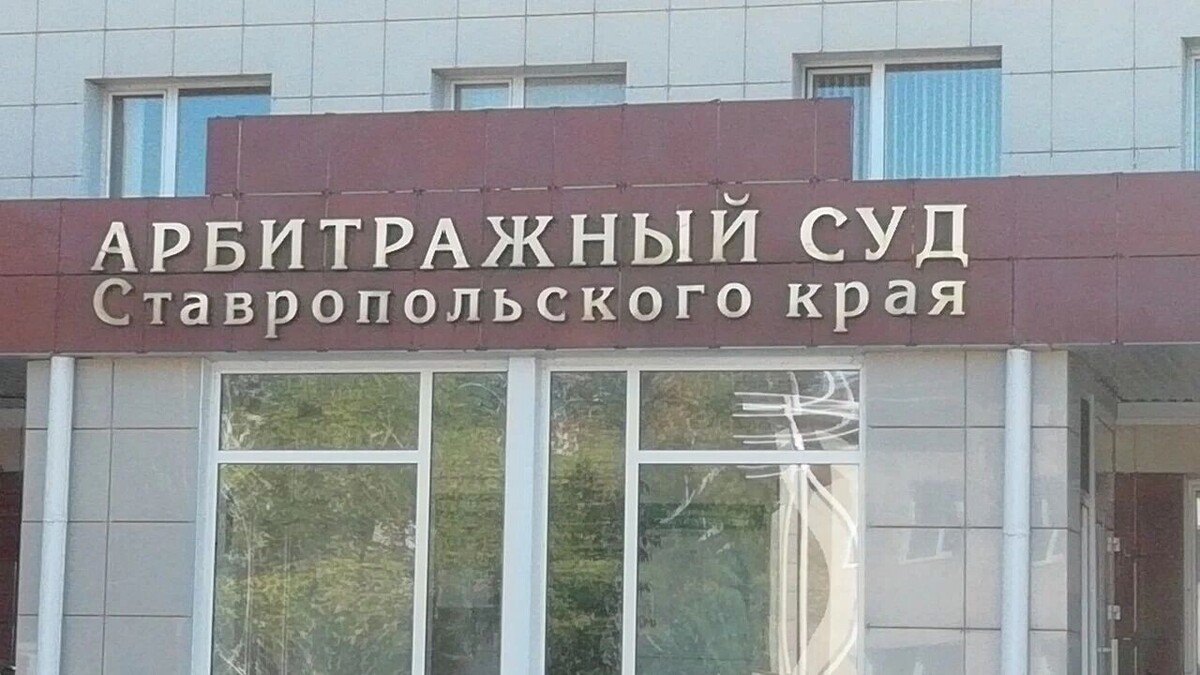 АРБИТРАЖНЫЙ СУД
Ставропольского края